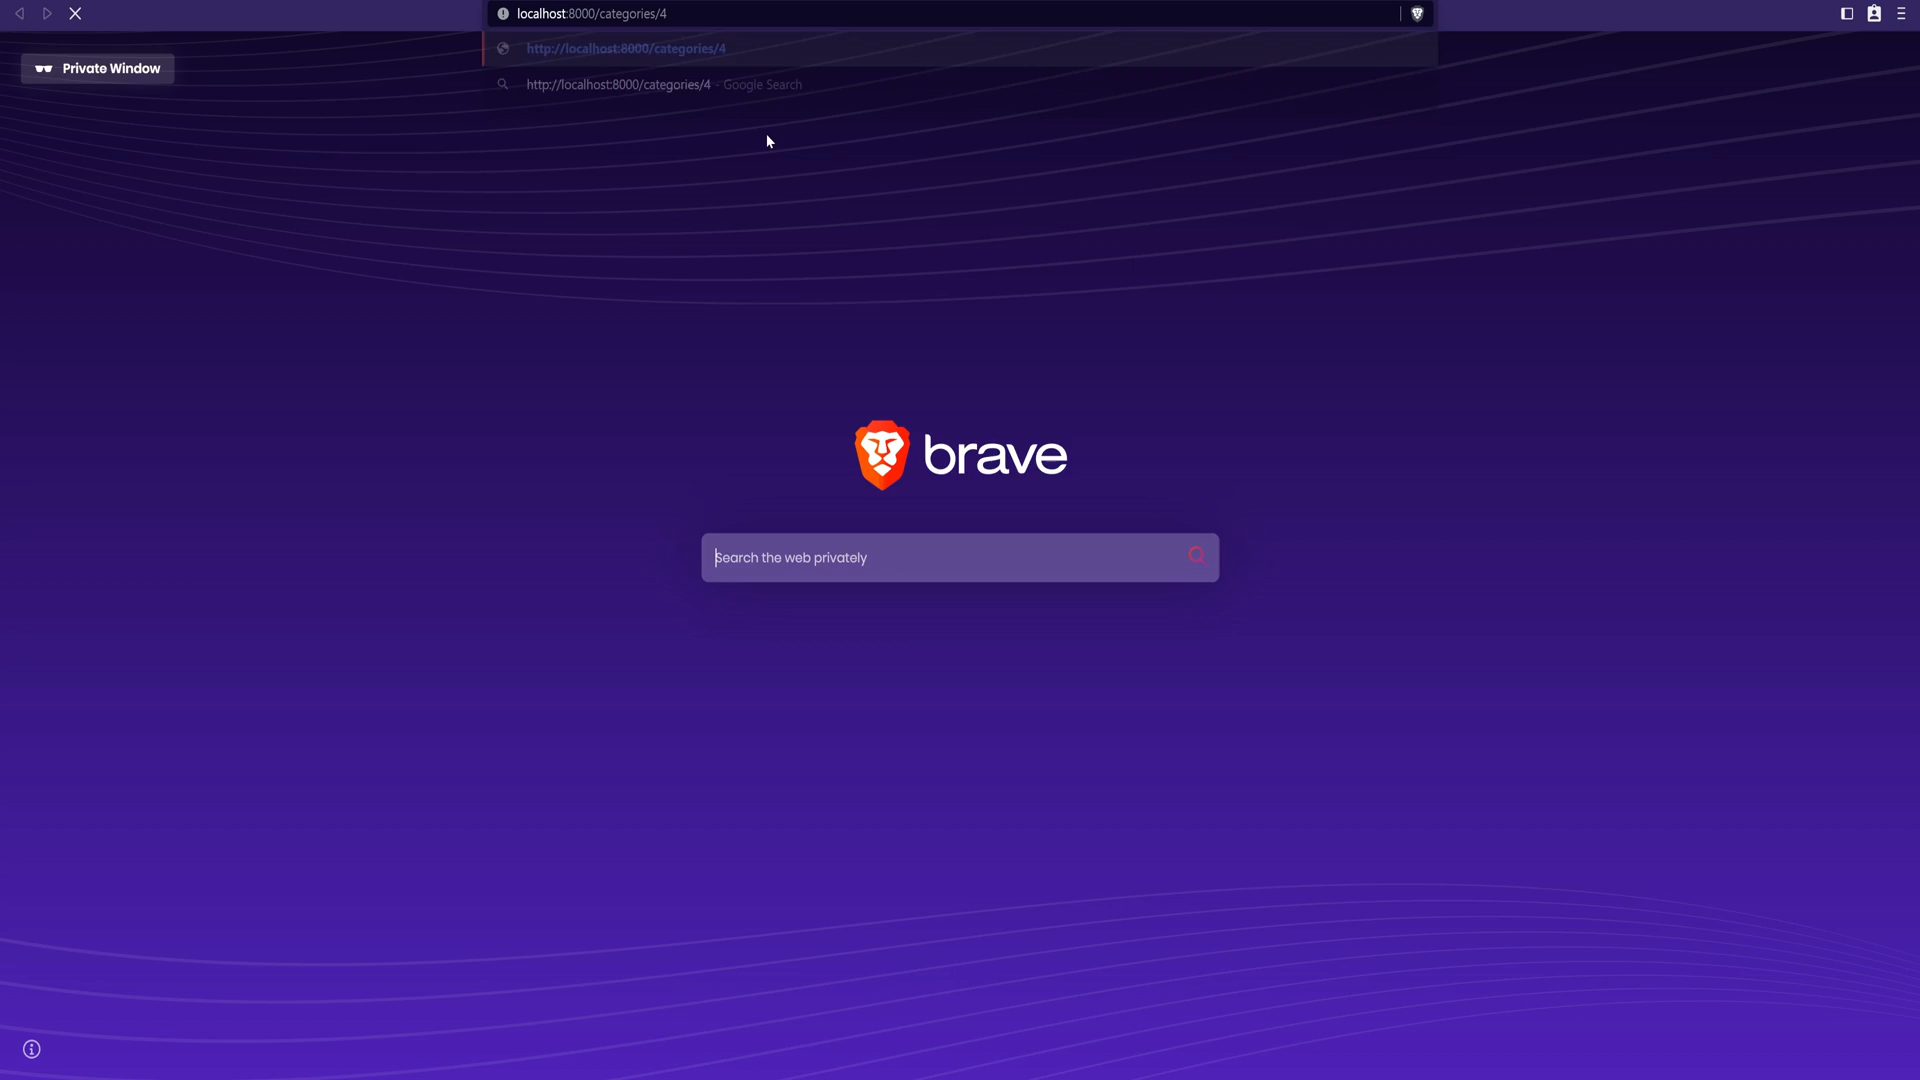 localhost:8000/categories/4
http://localhost:8000/categories/4
Private Window
http://localhost:8000/categories/4 - Google Search
brave
Search the web privately